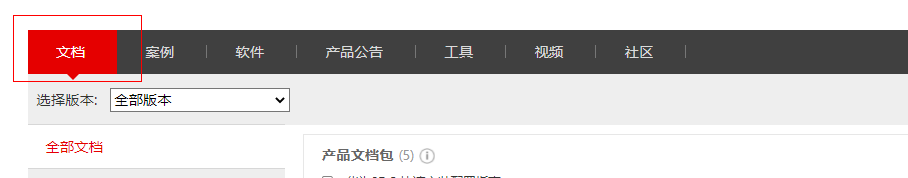 文档 案例 软件 产品公告 工具 视频 社区
选择版本: 全部版本
全部文档
产品文档包 (5)